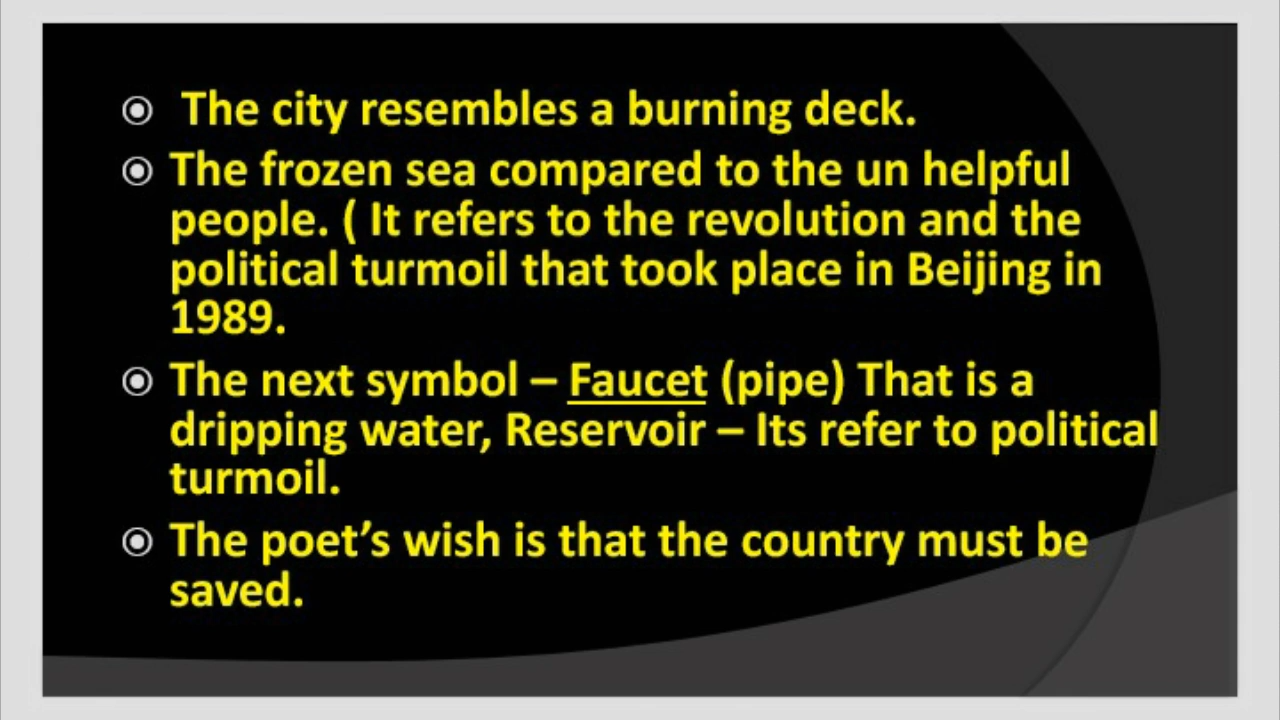 The city resembles a burning deck.
The frozen sea compared to the un helpful
people. ( It refers to the revolution and the
political turmoil that took place in Beijing in
1989.
The next symbol – Faucet (pipe) That is a
dripping water, Reservoir – Its refer to political
turmoil.
The poet’s wish is that the country must be
saved.